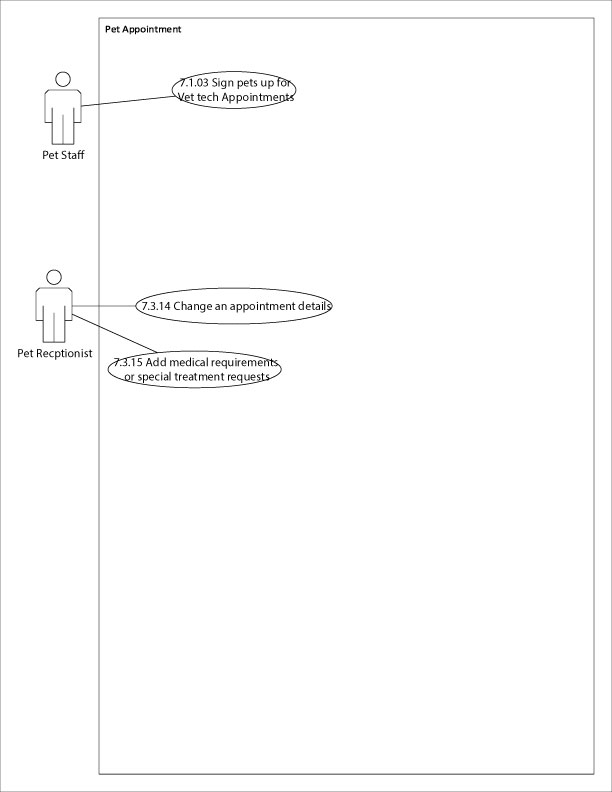 Pet Appointment
7.1.03 Sign pets up for
Vet tech Appointments
Pet Staff
7.3.14 Change an appointment details
Pet Recptionist
7.3.15 Add medical requirements
or special treatment requests